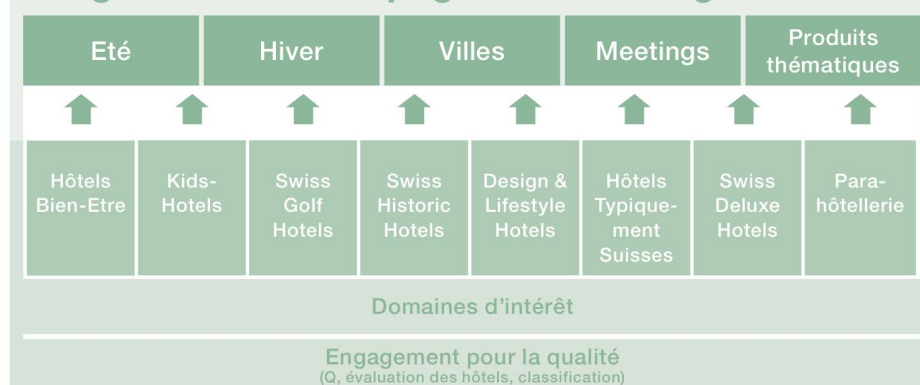 Eté
Hiver
Villes
Meetings
Produits
thématiques
Hôtels
Bien-Etre
Kids-
Hotels
Swiss
Golf
Hotels
Swiss
Historic
Hotels
Design &
Lifestyle
Hotels
Hôtels
Typique-
ment
Suisses
Swiss
Deluxe
Hotels
Para-
hôtellerie
Domaines d'intérêt
Engagement pour la qualité
(Q, évaluation des hôtels, classification)